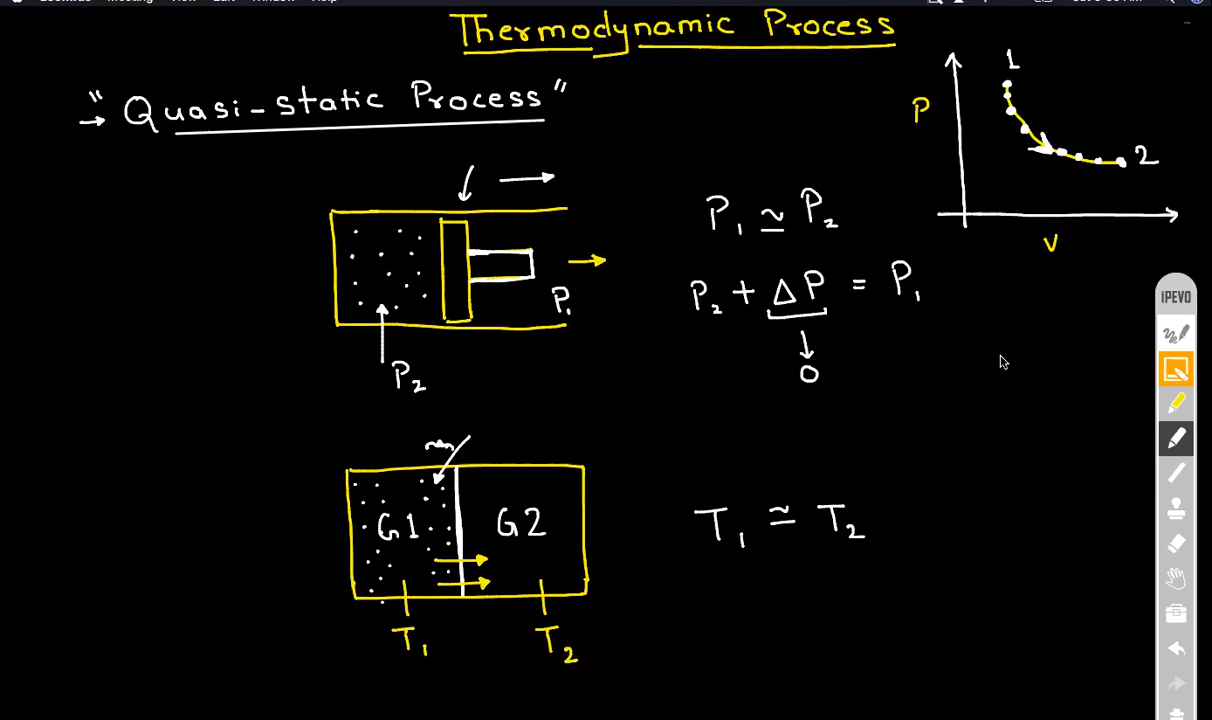 Thermodynamic Process
→ "Quasi-static Process"
1
P
2
V
P₁ ≃ P₂
P₂ + ΔP = P₁
↓
0
P₁
P₂
G1 G2
T₁ ≃ T₂
T₁ T₂
IPEVO